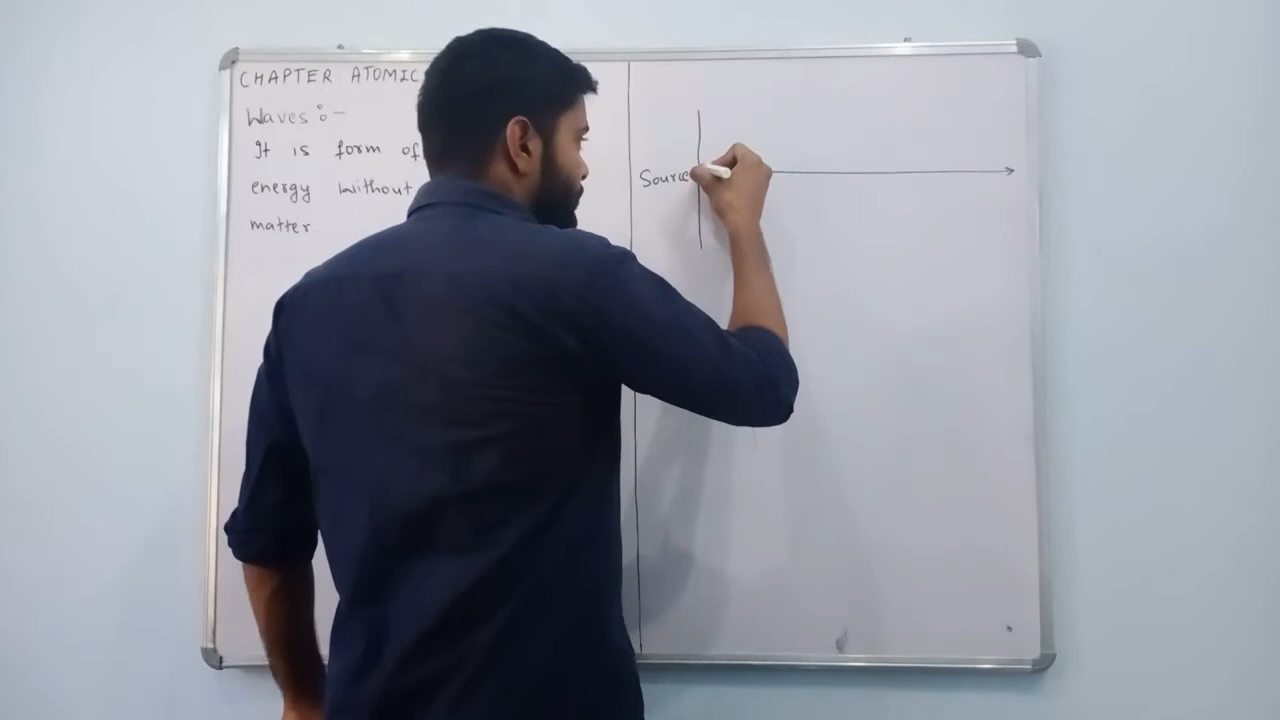 CHAPTER ATOMIC
Waves :-
It is form of
energy without
matter
Source